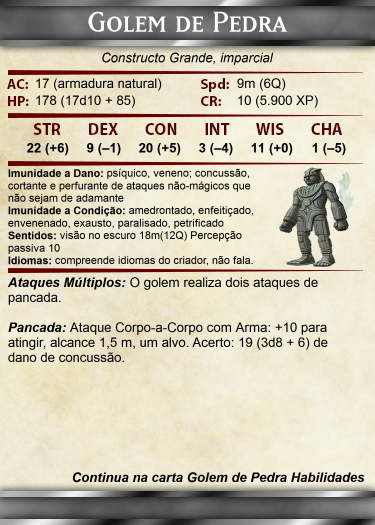 Golem de Pedra
Constructo Grande, imparcial
AC: 17 (armadura natural) Spd: 9m (6Q)
HP: 178 (17d10 + 85) CR: 10 (5.900 XP)
STR DEX CON INT WIS CHA
22 (+6) 9 (–1) 20 (+5) 3 (–4) 11 (+0) 1 (–5)
Imunidade a Dano: psíquico, veneno; concussão,
cortante e perfurante de ataques não-mágicos que
não sejam de adamante
Imunidade a Condição: amedrontado, enfeitiçado,
envenenado, exausto, paralisado, petrificado
Sentidos: visão no escuro 18m(12Q) Percepção
passiva 10
Idiomas: compreende idiomas do criador, não fala.
Ataques Múltiplos: O golem realiza dois ataques de
pancada.
Pancada: Ataque Corpo-a-Corpo com Arma: +10 para
atingir, alcance 1,5 m, um alvo. Acerto: 19 (3d8 + 6) de
dano de concussão.
Continua na carta Golem de Pedra Habilidades